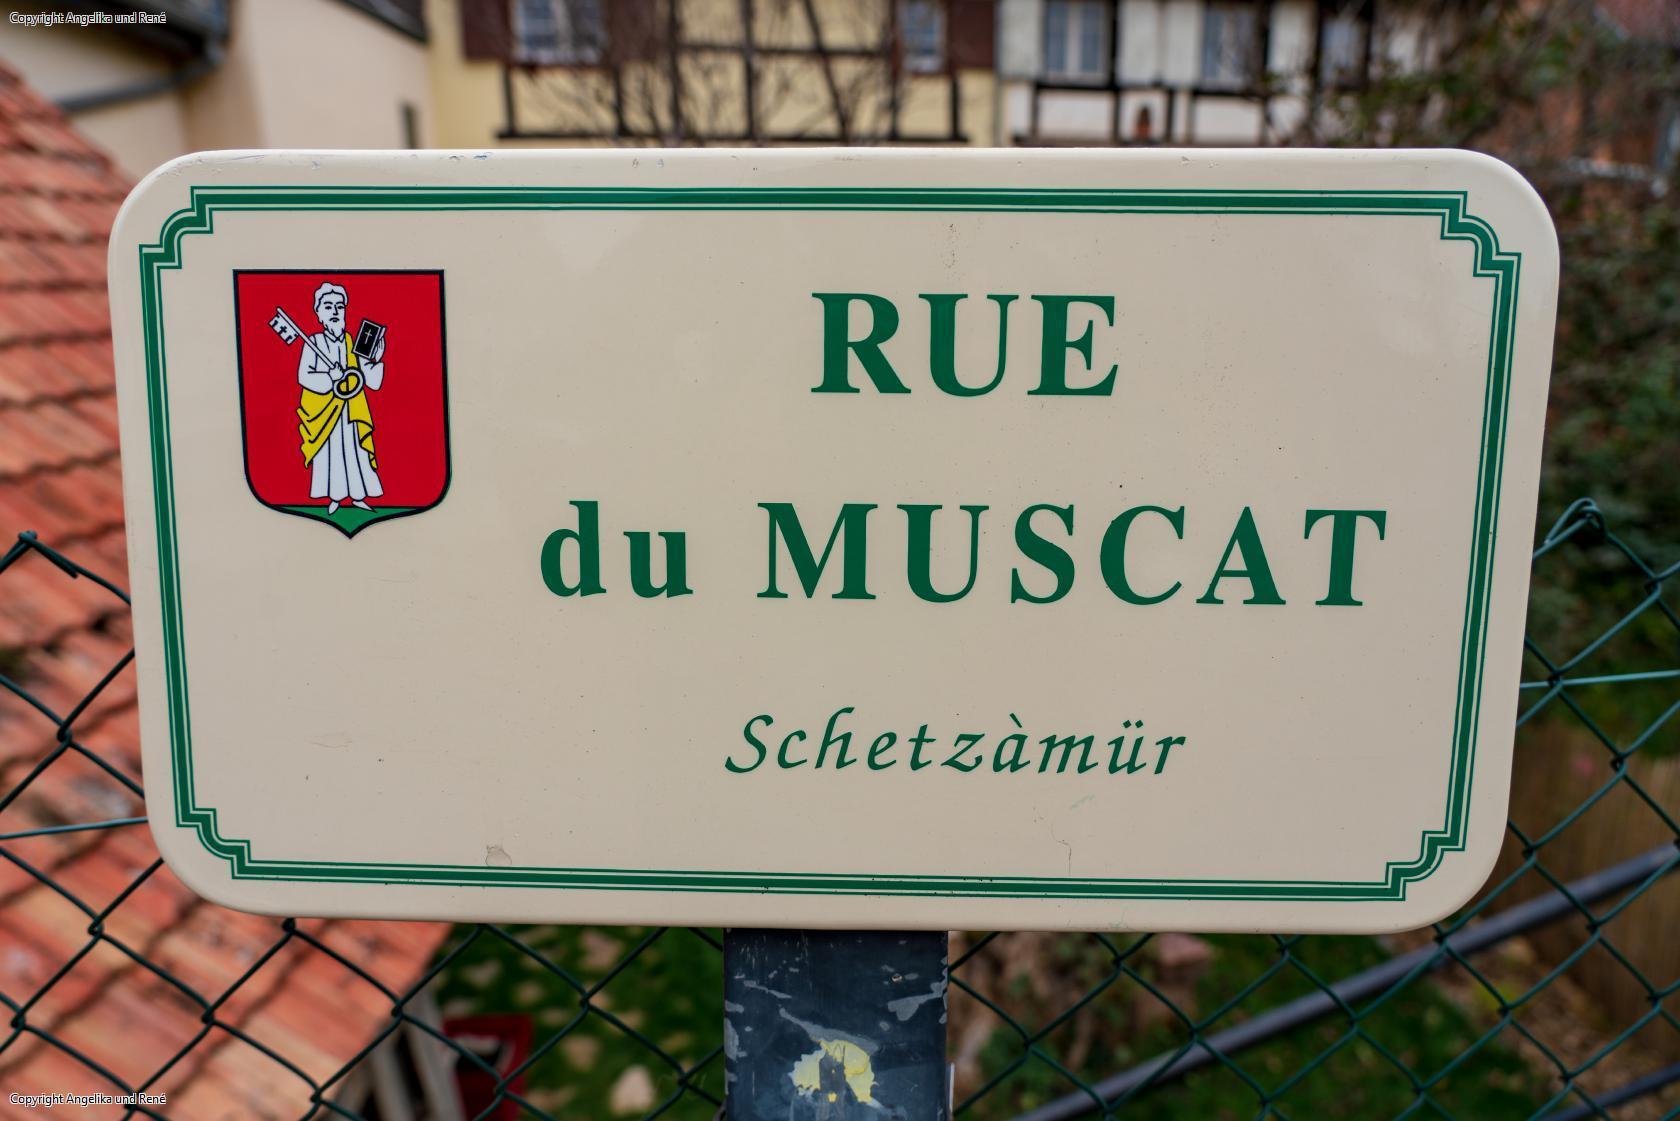 Copyright Angelika und René
RUE
du MUSCAT
Schetzàmür
Copyright Angelika und René